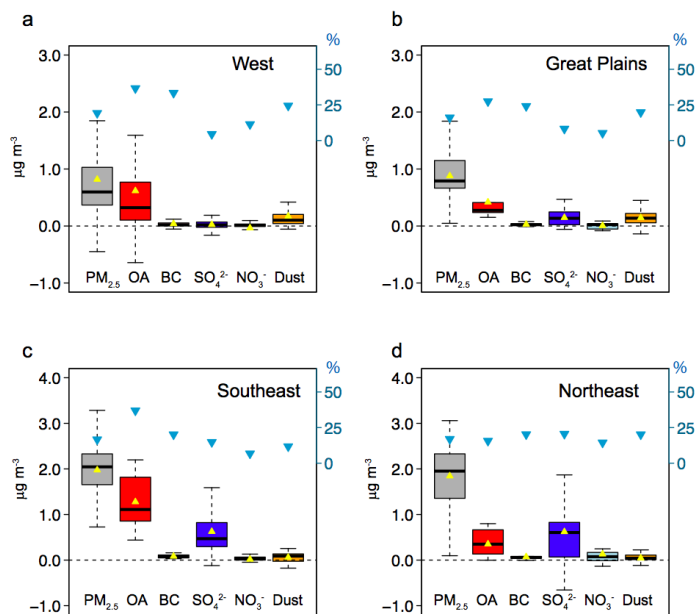 a
West
%
3.0
2.0
1.0
0.0
−1.0
µg m⁻³
50
25
0
PM₂.₅ OA BC SO₄²⁻ NO₃⁻ Dust
b
Great Plains
%
3.0
2.0
1.0
0.0
−1.0
µg m⁻³
50
25
0
PM₂.₅ OA BC SO₄²⁻ NO₃⁻ Dust
c
Southeast
%
4.0
3.0
2.0
1.0
0.0
−1.0
µg m⁻³
50
25
0
PM₂.₅ OA BC SO₄²⁻ NO₃⁻ Dust
d
Northeast
%
4.0
3.0
2.0
1.0
0.0
−1.0
µg m⁻³
50
25
0
PM₂.₅ OA BC SO₄²⁻ NO₃⁻ Dust